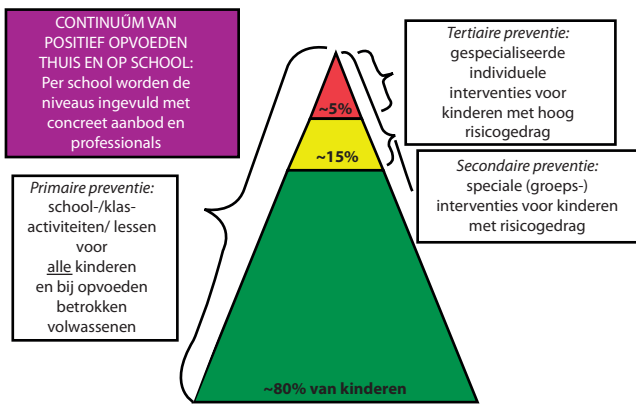 CONTINUÜM VAN
POSITIEF OPVOEDEN
THUIS EN OP SCHOOL:
Per school worden de
niveaus ingevuld met
concreet aanbod en
professionals
Tertiaire preventie:
gespecialiseerde
individuele
interventies voor
kinderen met hoog
risicogedrag
~5%
~15%
Secondaire preventie:
speciale (groeps-)
interventies voor kinderen
met risicogedrag
Primaire preventie:
school-/klas-
activiteiten/ lessen
voor
alle kinderen
en bij opvoeden
betrokken
volwassenen
~80% van kinderen